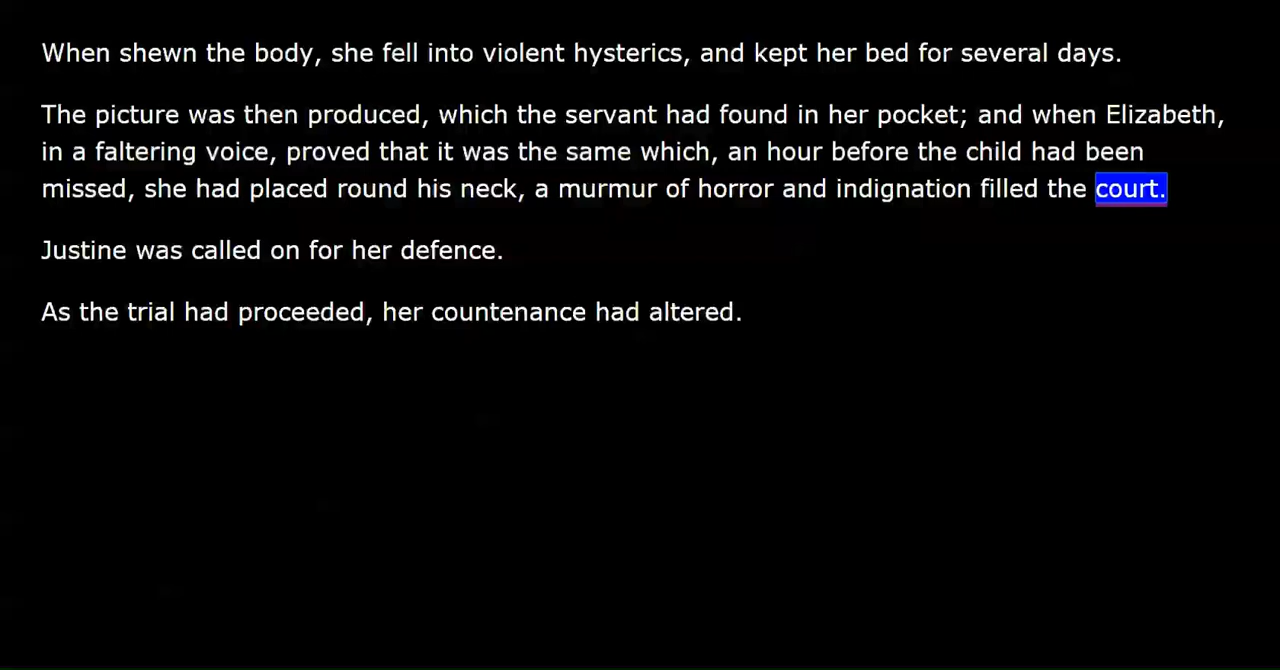 When shewn the body, she fell into violent hysterics, and kept her bed for several days.
The picture was then produced, which the servant had found in her pocket; and when Elizabeth,
in a faltering voice, proved that it was the same which, an hour before the child had been
missed, she had placed round his neck, a murmur of horror and indignation filled the court.
Justine was called on for her defence.
As the trial had proceeded, her countenance had altered.